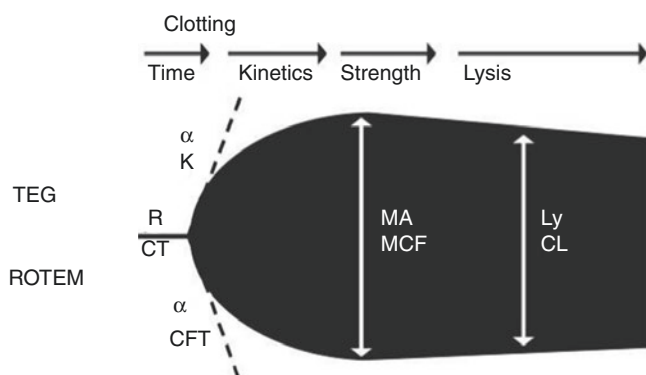 Clotting
Time Kinetics Strength Lysis
α
K
TEG
R
CT
MA
MCF
Ly
CL
ROTEM
α
CFT